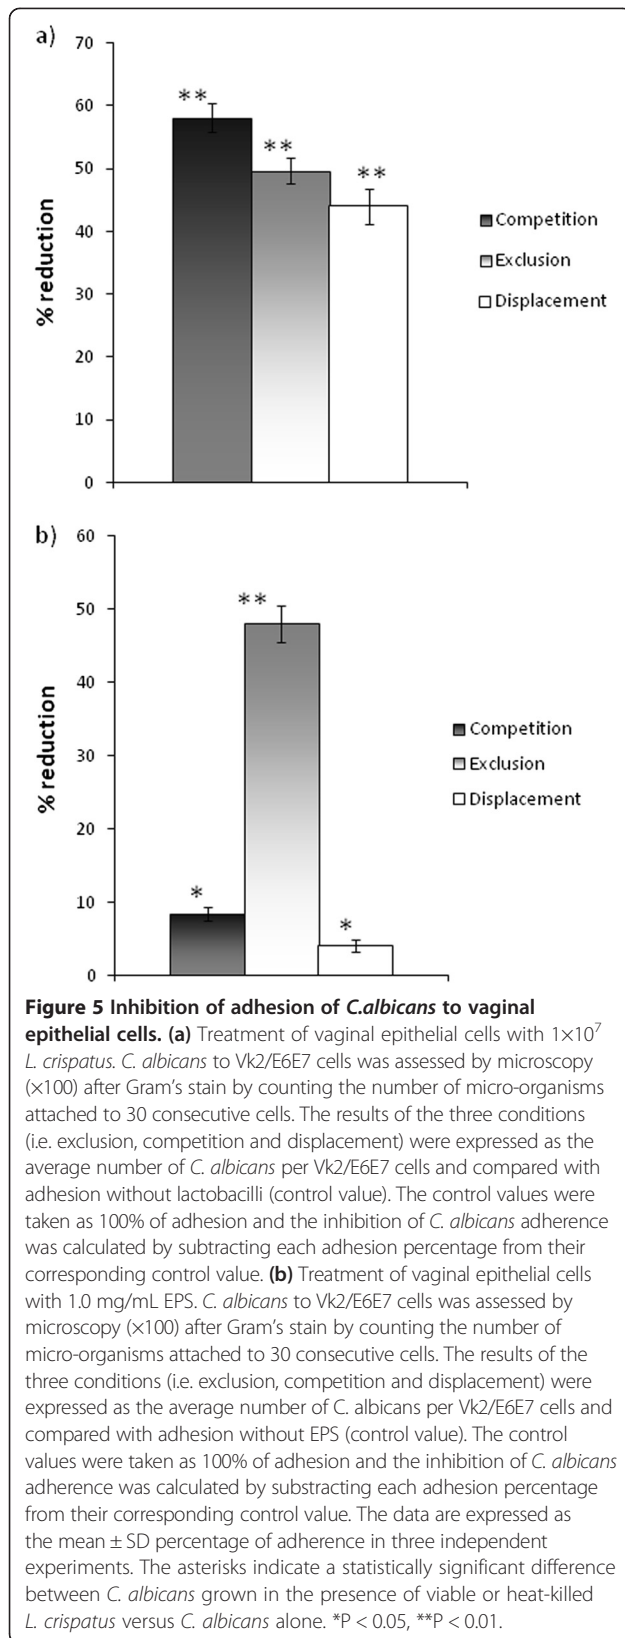 a)
70
60
50
40
30
20
10
0
% reduction
**
**
**
Competition
Exclusion
Displacement
b)
60
50
40
30
20
10
0
% reduction
*
**
*
Competition
Exclusion
Displacement
Figure 5 Inhibition of adhesion of C.albicans to vaginal
epithelial cells. (a) Treatment of vaginal epithelial cells with 1×10⁷
L. crispatus. C. albicans to Vk2/E6E7 cells was assessed by microscopy
(×100) after Gram's stain by counting the number of micro-organisms
attached to 30 consecutive cells. The results of the three conditions
(i.e. exclusion, competition and displacement) were expressed as the
average number of C. albicans per Vk2/E6E7 cells and compared with
adhesion without lactobacilli (control value). The control values were
taken as 100% of adhesion and the inhibition of C. albicans adherence
was calculated by subtracting each adhesion percentage from their
corresponding control value. (b) Treatment of vaginal epithelial cells
with 1.0 mg/mL EPS. C. albicans to Vk2/E6E7 cells was assessed by
microscopy (×100) after Gram's stain by counting the number of
micro-organisms attached to 30 consecutive cells. The results of the
three conditions (i.e. exclusion, competition and displacement) were
expressed as the average number of C. albicans per Vk2/E6E7 cells and
compared with adhesion without EPS (control value). The control
values were taken as 100% of adhesion and the inhibition of C. albicans
adherence was calculated by substracting each adhesion percentage
from their corresponding control value. The data are expressed as
the mean ± SD percentage of adherence in three independent
experiments. The asterisks indicate a statistically significant difference
between C. albicans grown in the presence of viable or heat-killed
L. crispatus versus C. albicans alone. *P < 0.05, **P < 0.01.